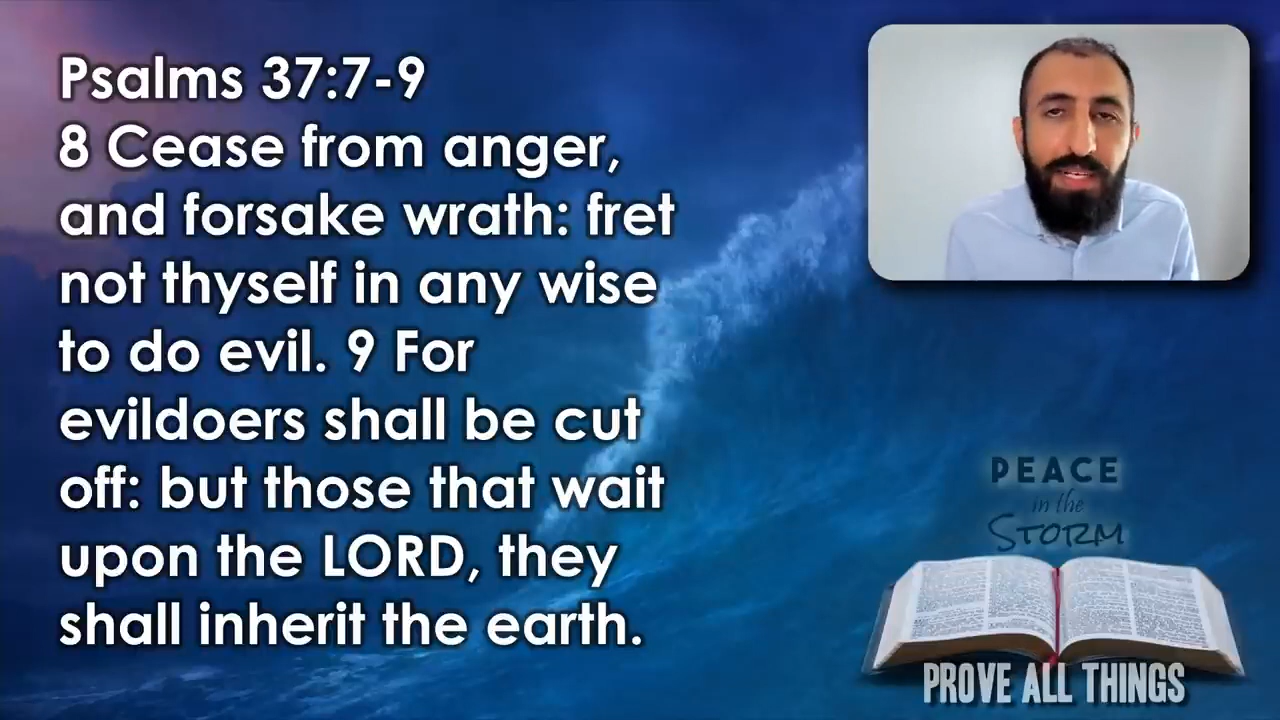 Psalms 37:7-9
8 Cease from anger,
and forsake wrath: fret
not thyself in any wise
to do evil. 9 For
evildoers shall be cut
off: but those that wait
upon the LORD, they
shall inherit the earth.
PEACE
in the
STORM
PROVE ALL THINGS